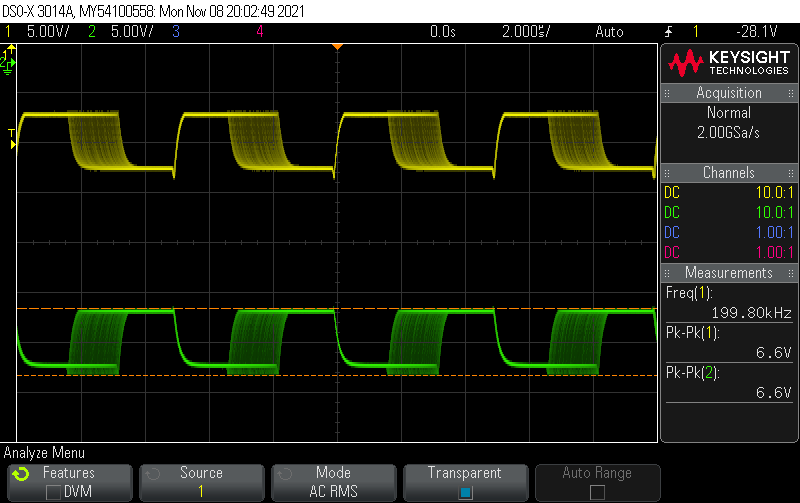 DSO-X 3014A, MY54100558: Mon Nov 08 20:02:49 2021
1 5.00V/ 2 5.00V/ 3 4 0.0s 2.000µs/ Auto 1 -28.1V
KEYSIGHT
TECHNOLOGIES
Acquisition
Normal
2.00GSa/s
Channels
DC 10.0:1
DC 10.0:1
DC 1.00:1
DC 1.00:1
Measurements
Freq(1):
199.80kHz
Pk-Pk(1):
6.6V
Pk-Pk(2):
6.6V
T
Analyze Menu
Features
DVM
Source
1
Mode
AC RMS
Transparent
Auto Range